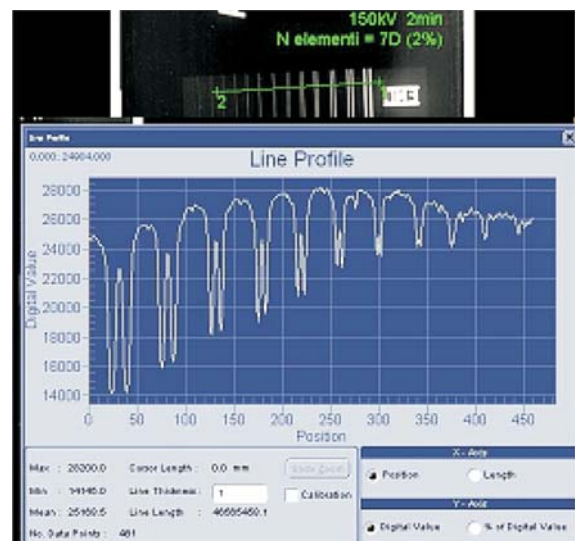 150kV 2min
N elementi = 7D (2%)
2
1
Line Profile
0.000; 24904.000
Line Profile
Digital Value
28000
26000
24000
22000
20000
18000
16000
14000
0 50 100 150 200 250 300 350 400 450
Position
Max : 28200.0 Cursor Length : 0.0 mm
Min : 14146.0 Line Thickness : 1 Calibration
Mean : Line Length :
No. Data Points : 461
X - Axis
Position Length
Y - Axis
Digital Value % of Digital Value